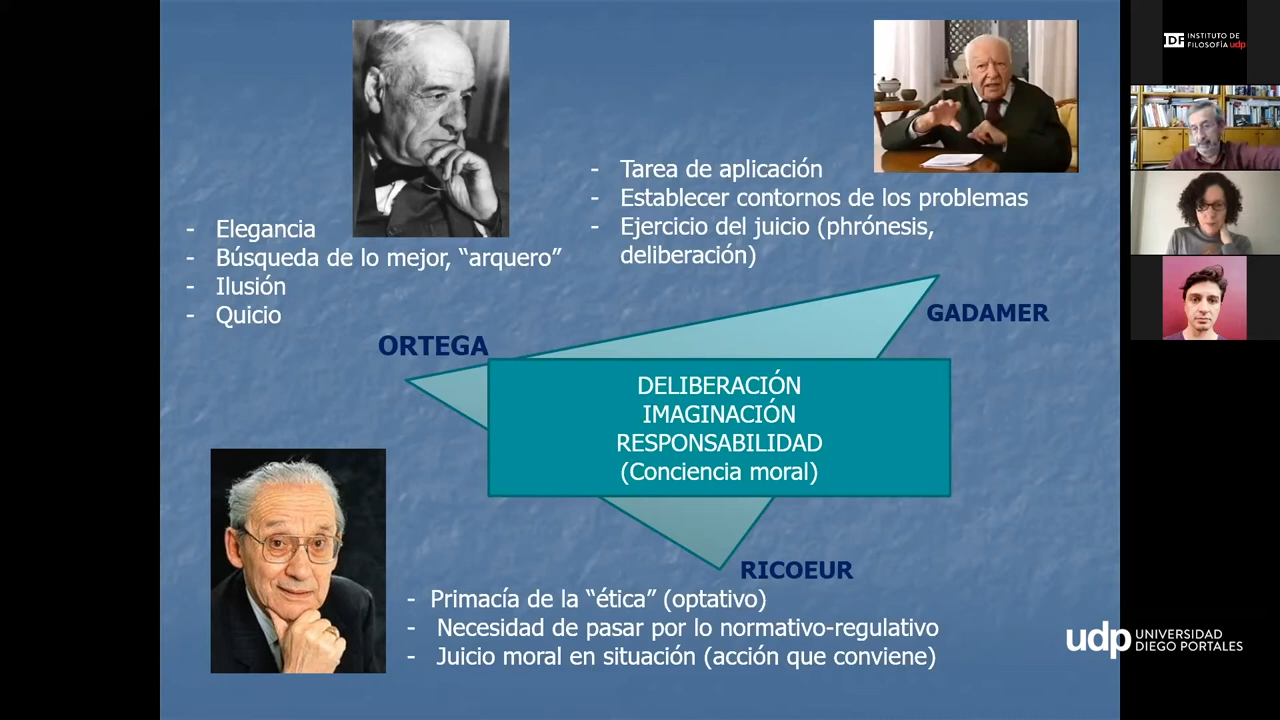 - Elegancia
- Búsqueda de lo mejor, “arquero”
- Ilusión
- Quicio
ORTEGA
- Tarea de aplicación
- Establecer contornos de los problemas
- Ejercicio del juicio (phrónesis,
deliberación)
GADAMER
DELIBERACIÓN
IMAGINACIÓN
RESPONSABILIDAD
(Conciencia moral)
RICOEUR
- Primacía de la “ética” (optativo)
- Necesidad de pasar por lo normativo-regulativo
- Juicio moral en situación (acción que conviene)
IDF INSTITUTO DE
FILOSOFÍA udp
udp UNIVERSIDAD
DIEGO PORTALES